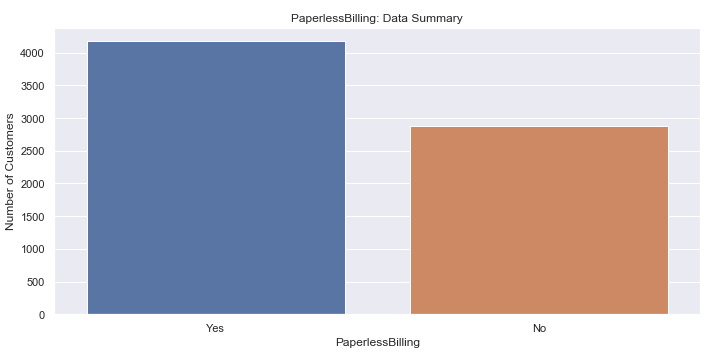 PaperlessBilling: Data Summary
4000
3500
3000
2500
2000
1500
1000
500
0
Number of Customers
Yes
No
PaperlessBilling